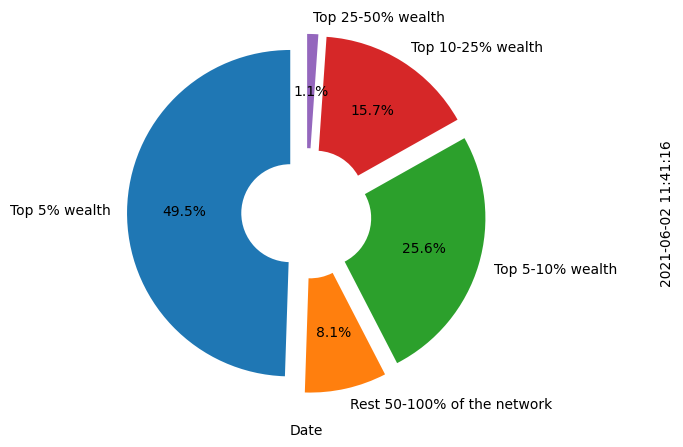 Top 25-50% wealth
Top 10-25% wealth
1.1%
15.7%
Top 5% wealth
49.5%
25.6%
Top 5-10% wealth
8.1%
Rest 50-100% of the network
Date
2021-06-02 11:41:16